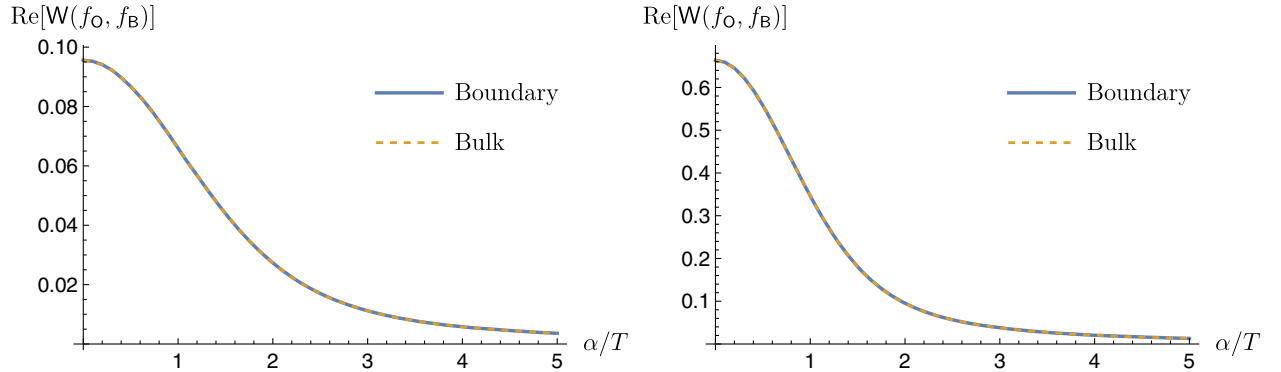 Re[W(f_O, f_B)]
0.10
0.08
0.06
0.04
0.02
1 2 3 4 5
α/T
Boundary
Bulk
Re[W(f_O, f_B)]
0.6
0.5
0.4
0.3
0.2
0.1
1 2 3 4 5
α/T
Boundary
Bulk